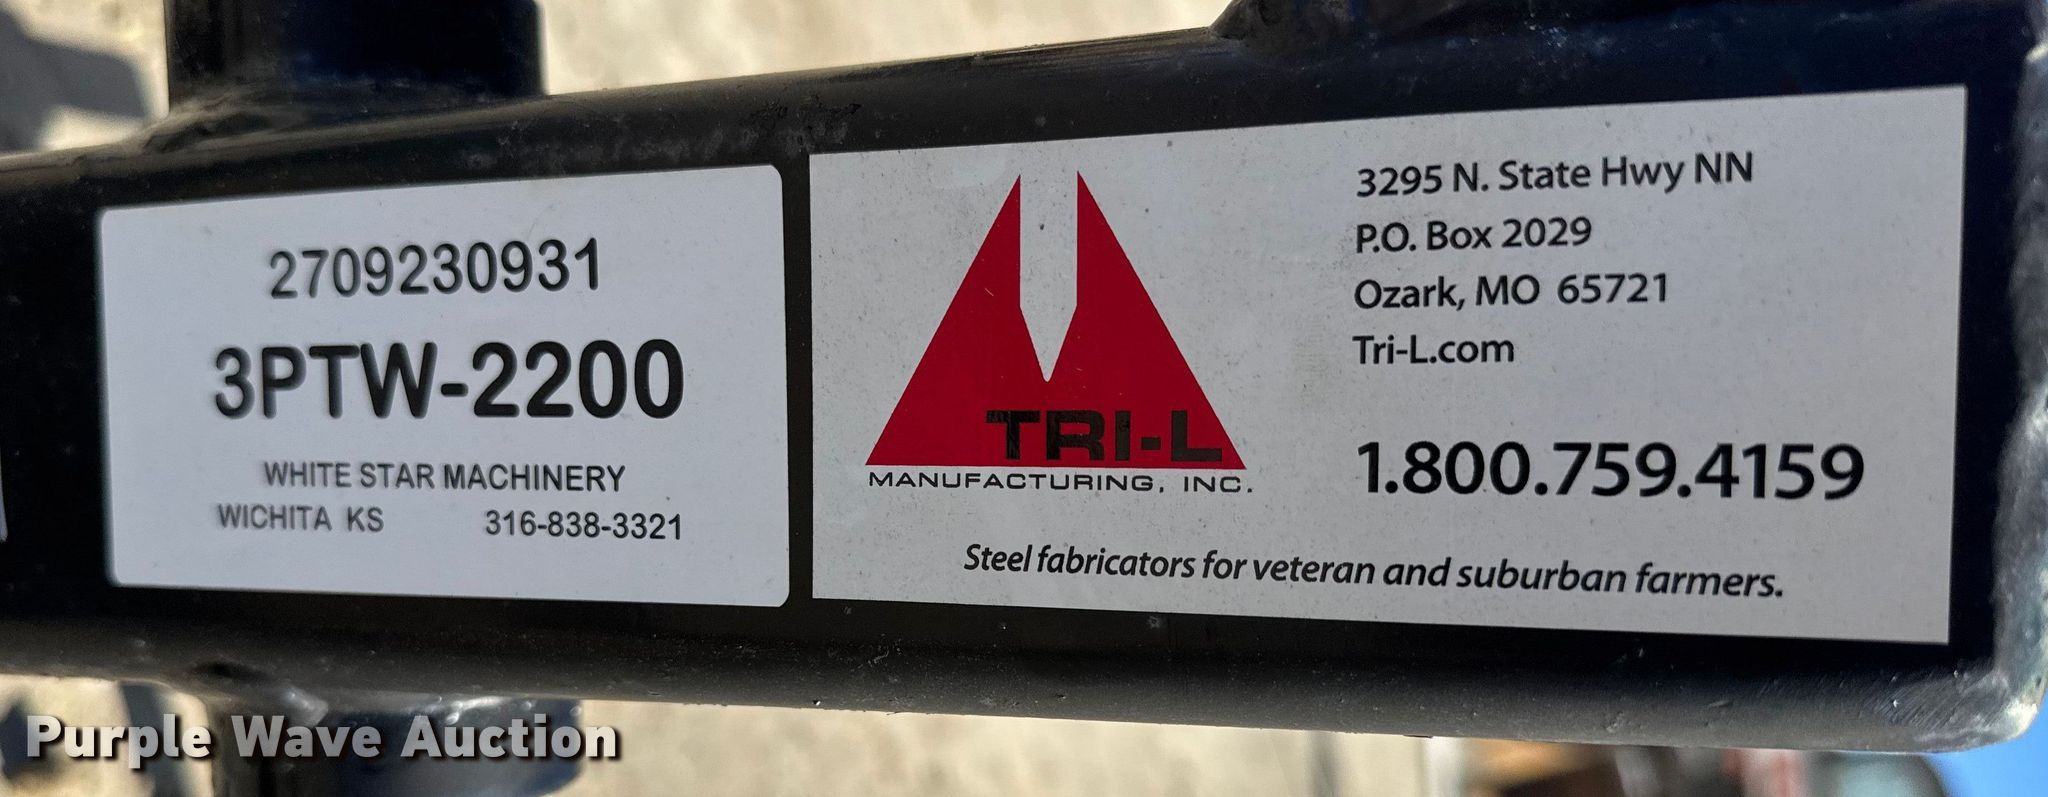 2709230931
3PTW-2200
WHITE STAR MACHINERY
WICHITA KS 316-838-3321
TRI-L
MANUFACTURING, INC.
3295 N. State Hwy NN
P.O. Box 2029
Ozark, MO 65721
Tri-L.com
1.800.759.4159
Steel fabricators for veteran and suburban farmers.
Purple Wave Auction